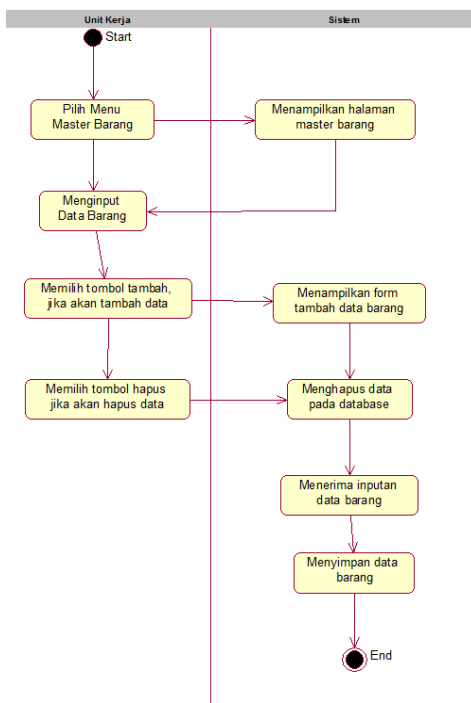 Unit Kerja
Sistem
Start
Pilih Menu
Master Barang
Menampilkan halaman
master barang
Menginput
Data Barang
Memilih tombol tambah,
jika akan tambah data
Menampilkan form
tambah data barang
Memilih tombol hapus
jika akan hapus data
Menghapus data
pada database
Menerima inputan
data barang
Menyimpan data
barang
End